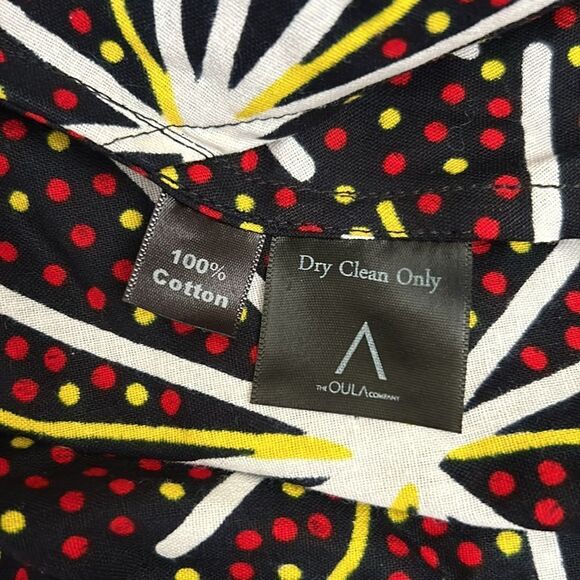 100%
Cotton
Dry Clean Only
THE OULA COMPANY